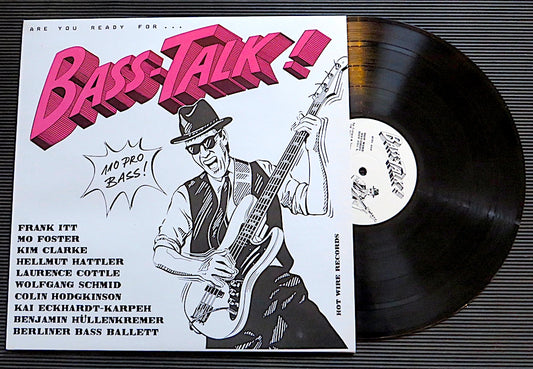 ARE YOU READY FOR...
BASS-TALK!
110 PRO
BASS!
FRANK ITT
MO FOSTER
KIM CLARKE
HELLMUT HATTLER
LAURENCE COTTLE
WOLFGANG SCHMID
COLIN HODGKINSON
KAI ECKHARDT-KARPEH
BENJAMIN HÜLLENKREMER
BERLINER BASS BALLETT
HOT WIRE RECORDS
BASS-TALK!